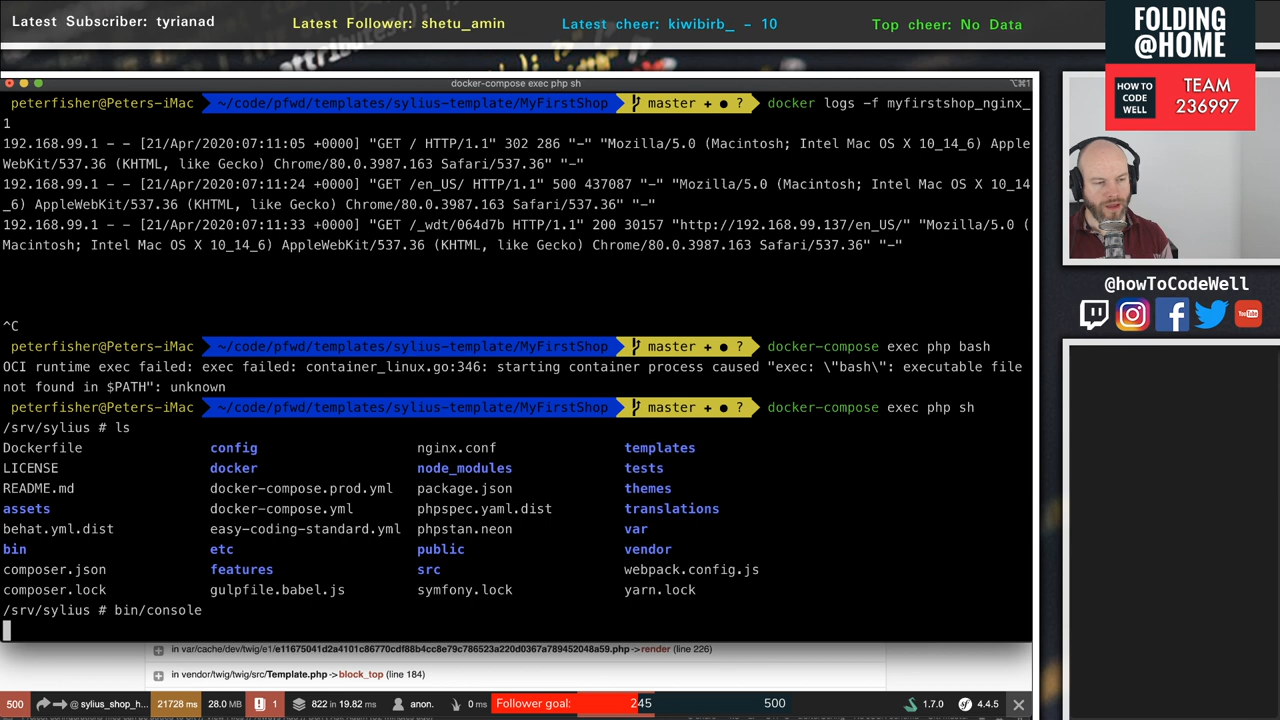 Latest Subscriber: tyrianad
Latest Follower: shetu_amin
Latest cheer: kiwibirb_ - 10
Top cheer: No Data
FOLDING
@HOME
HOW TO
CODE
WELL
TEAM
236997
docker-compose exec php sh
⌥⌘1
peterfisher@Peters-iMac ~/code/pfwd/templates/sylius-template/MyFirstShop master + ● ? docker logs -f myfirstshop_nginx_
1
192.168.99.1 - - [21/Apr/2020:07:11:05 +0000] "GET / HTTP/1.1" 302 286 "-" "Mozilla/5.0 (Macintosh; Intel Mac OS X 10_14_6) Apple
WebKit/537.36 (KHTML, like Gecko) Chrome/80.0.3987.163 Safari/537.36" "-"
192.168.99.1 - - [21/Apr/2020:07:11:24 +0000] "GET /en_US/ HTTP/1.1" 500 437087 "-" "Mozilla/5.0 (Macintosh; Intel Mac OS X 10_14
_6) AppleWebKit/537.36 (KHTML, like Gecko) Chrome/80.0.3987.163 Safari/537.36" "-"
192.168.99.1 - - [21/Apr/2020:07:11:33 +0000] "GET /_wdt/064d7b HTTP/1.1" 200 30157 "http://192.168.99.137/en_US/" "Mozilla/5.0 (
Macintosh; Intel Mac OS X 10_14_6) AppleWebKit/537.36 (KHTML, like Gecko) Chrome/80.0.3987.163 Safari/537.36" "-"
^C
peterfisher@Peters-iMac ~/code/pfwd/templates/sylius-template/MyFirstShop master + ● ? docker-compose exec php bash
OCI runtime exec failed: exec failed: container_linux.go:346: starting container process caused "exec: \"bash\": executable file
not found in $PATH": unknown
peterfisher@Peters-iMac ~/code/pfwd/templates/sylius-template/MyFirstShop master + ● ? docker-compose exec php sh
/srv/sylius # ls
Dockerfile config nginx.conf templates
LICENSE docker node_modules tests
README.md docker-compose.prod.yml package.json themes
assets docker-compose.yml phpspec.yaml.dist translations
behat.yml.dist easy-coding-standard.yml phpstan.neon var
bin etc public vendor
composer.json features src webpack.config.js
composer.lock gulpfile.babel.js symfony.lock yarn.lock
/srv/sylius # bin/console
@howToCodeWell
YouTube
in var/cache/dev/twig/e1/e11675041d2a4101c86770cdf88b4cc8e79c786523a220d0367a789452048a59.php->render (line 226)
in vendor/twig/twig/src/Template.php->block_top (line 184)
500 @ sylius_shop_h... 21728 ms 28.0 MB 1 822 in 19.82 ms anon. 0 ms Follower goal: 245 500 1.7.0 4.4.5